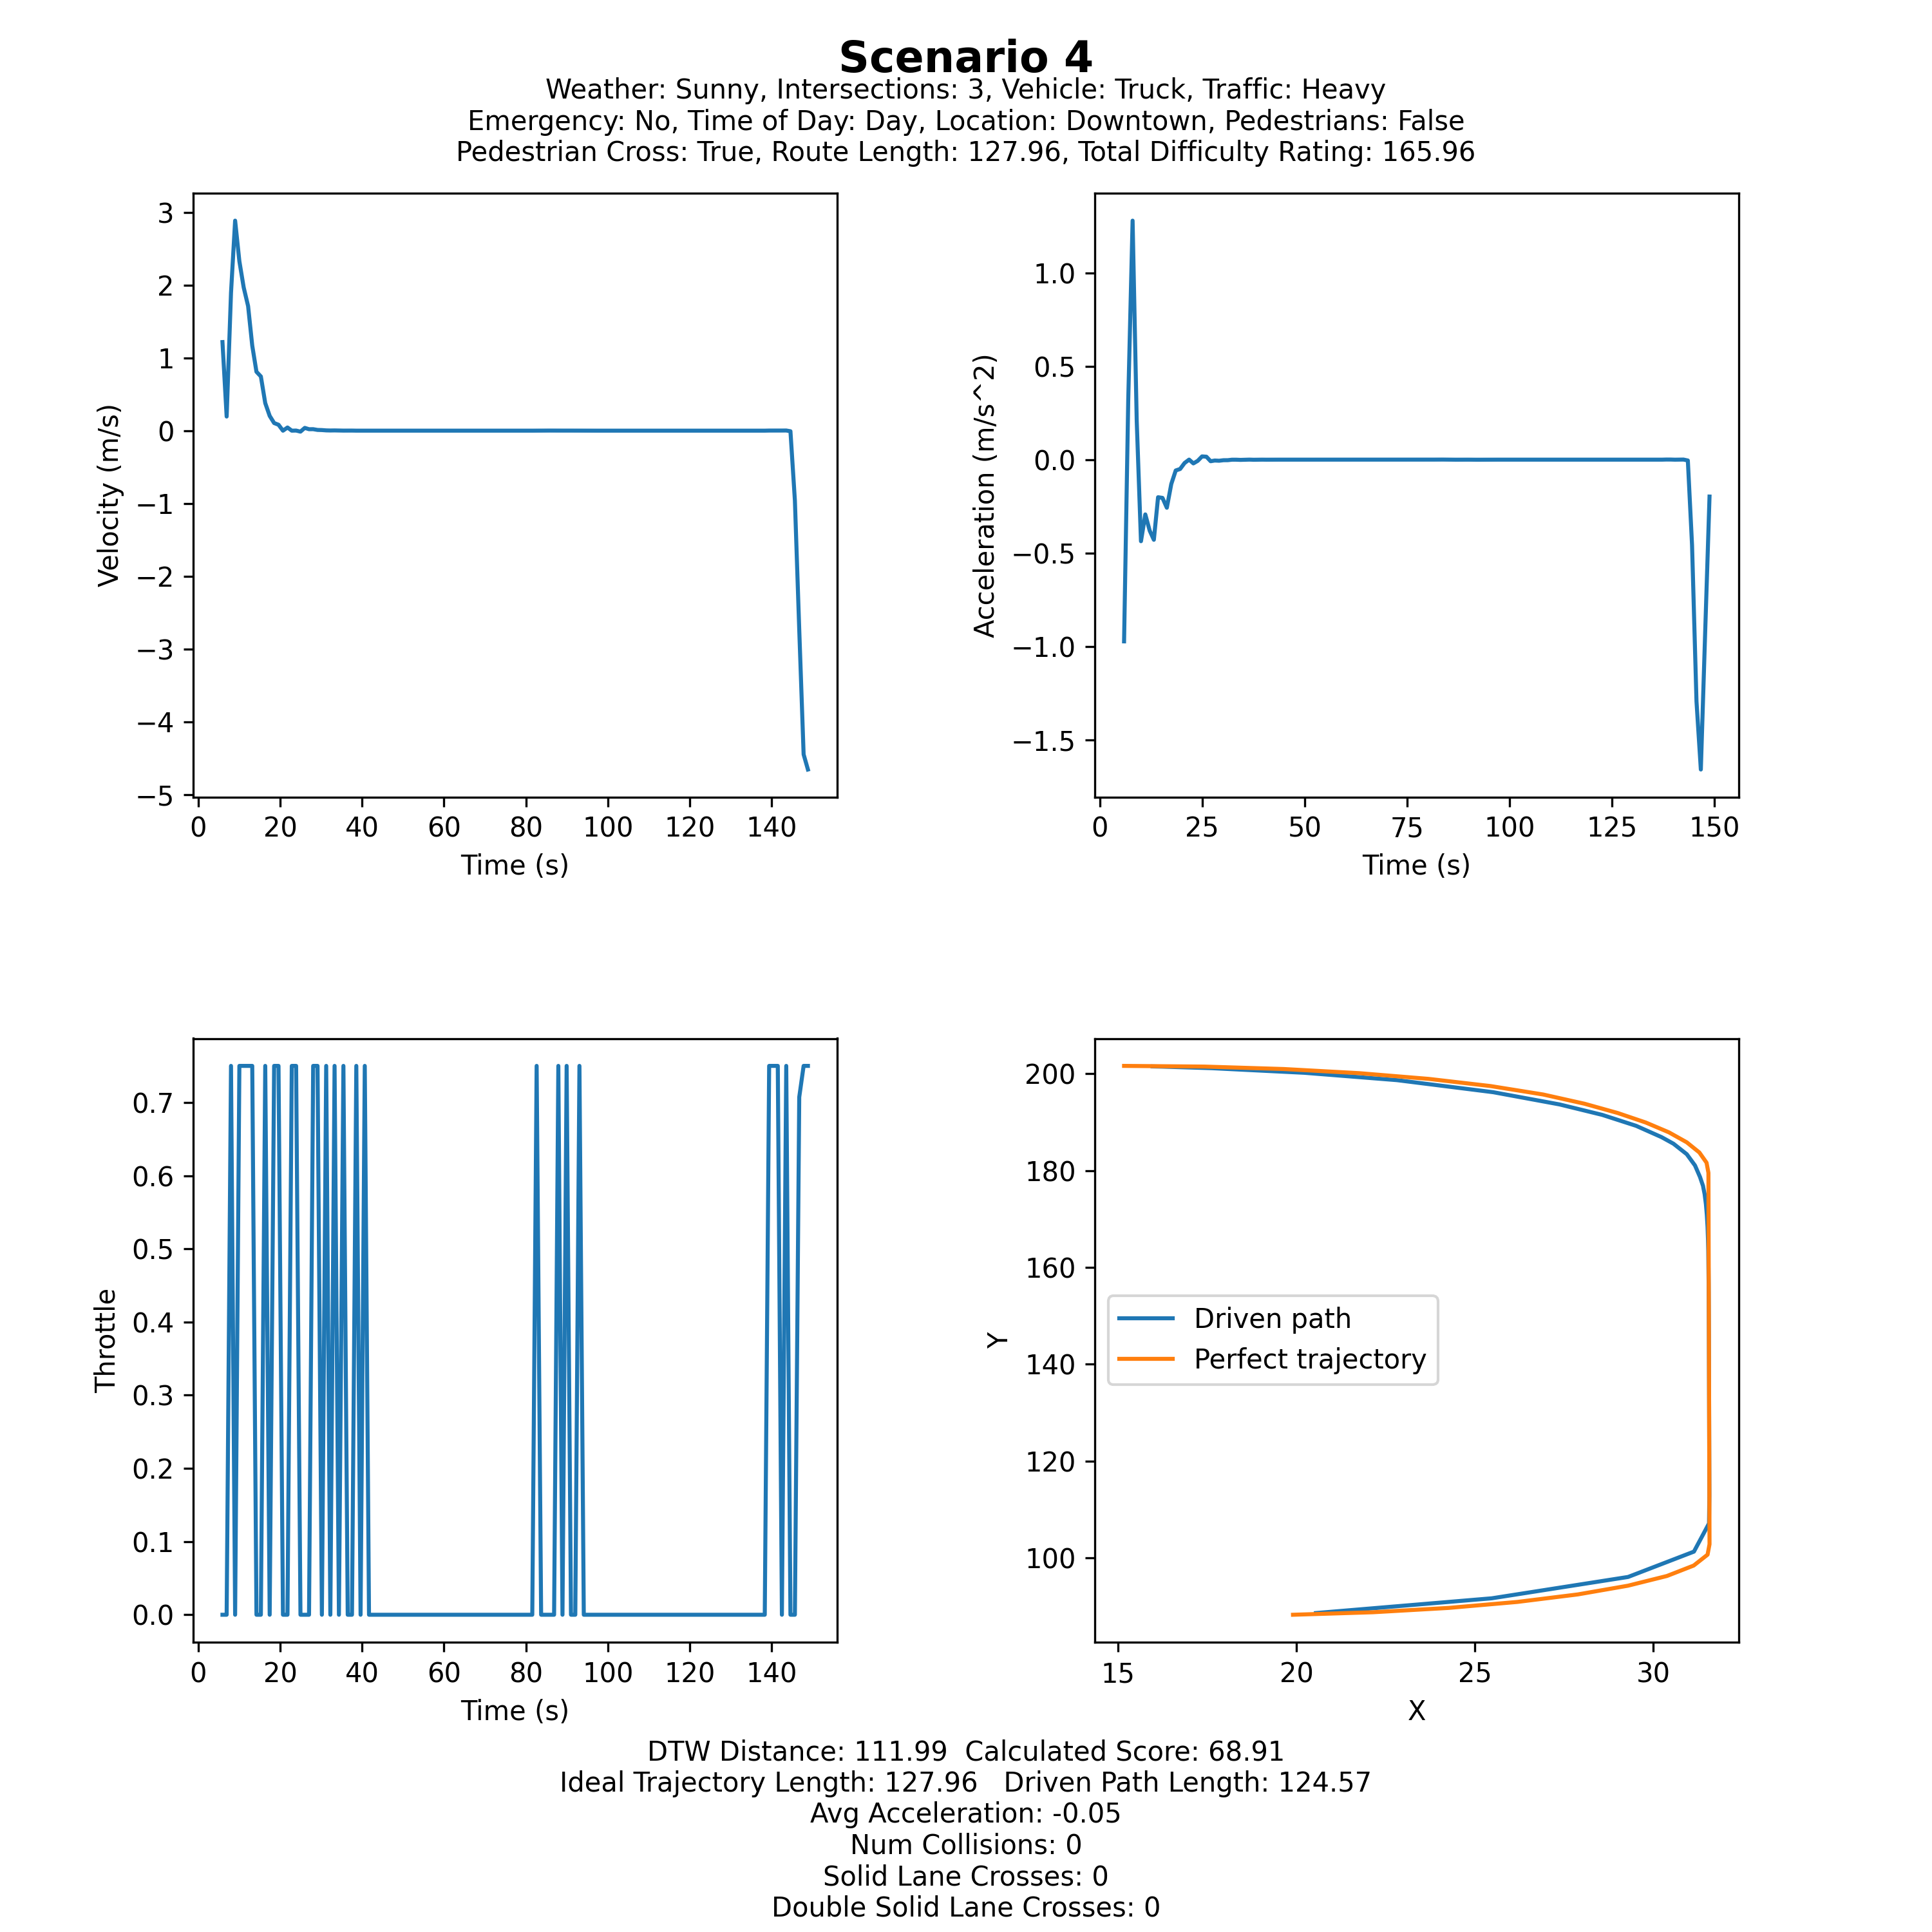 Scenario 4
Weather: Sunny, Intersections: 3, Vehicle: Truck, Traffic: Heavy
Emergency: No, Time of Day: Day, Location: Downtown, Pedestrians: False
Pedestrian Cross: True, Route Length: 127.96, Total Difficulty Rating: 165.96
3
2
1
0
−1
−2
−3
−4
−5
Velocity (m/s)
0 20 40 60 80 100 120 140
Time (s)
1.0
0.5
0.0
−0.5
−1.0
−1.5
Acceleration (m/s^2)
0 25 50 75 100 125 150
Time (s)
0.7
0.6
0.5
0.4
0.3
0.2
0.1
0.0
Throttle
0 20 40 60 80 100 120 140
Time (s)
200
180
160
140
120
100
Y
Driven path
Perfect trajectory
15 20 25 30
X
DTW Distance: 111.99  Calculated Score: 68.91
Ideal Trajectory Length: 127.96   Driven Path Length: 124.57
Avg Acceleration: -0.05
Num Collisions: 0
Solid Lane Crosses: 0
Double Solid Lane Crosses: 0